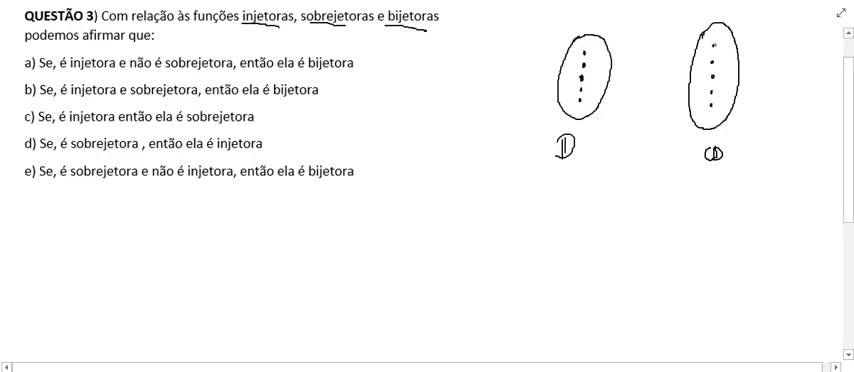 QUESTÃO 3) Com relação às funções injetoras, sobrejetoras e bijetoras
podemos afirmar que:
a) Se, é injetora e não é sobrejetora, então ela é bijetora
b) Se, é injetora e sobrejetora, então ela é bijetora
c) Se, é injetora então ela é sobrejetora
d) Se, é sobrejetora , então ela é injetora
e) Se, é sobrejetora e não é injetora, então ela é bijetora
D
CD